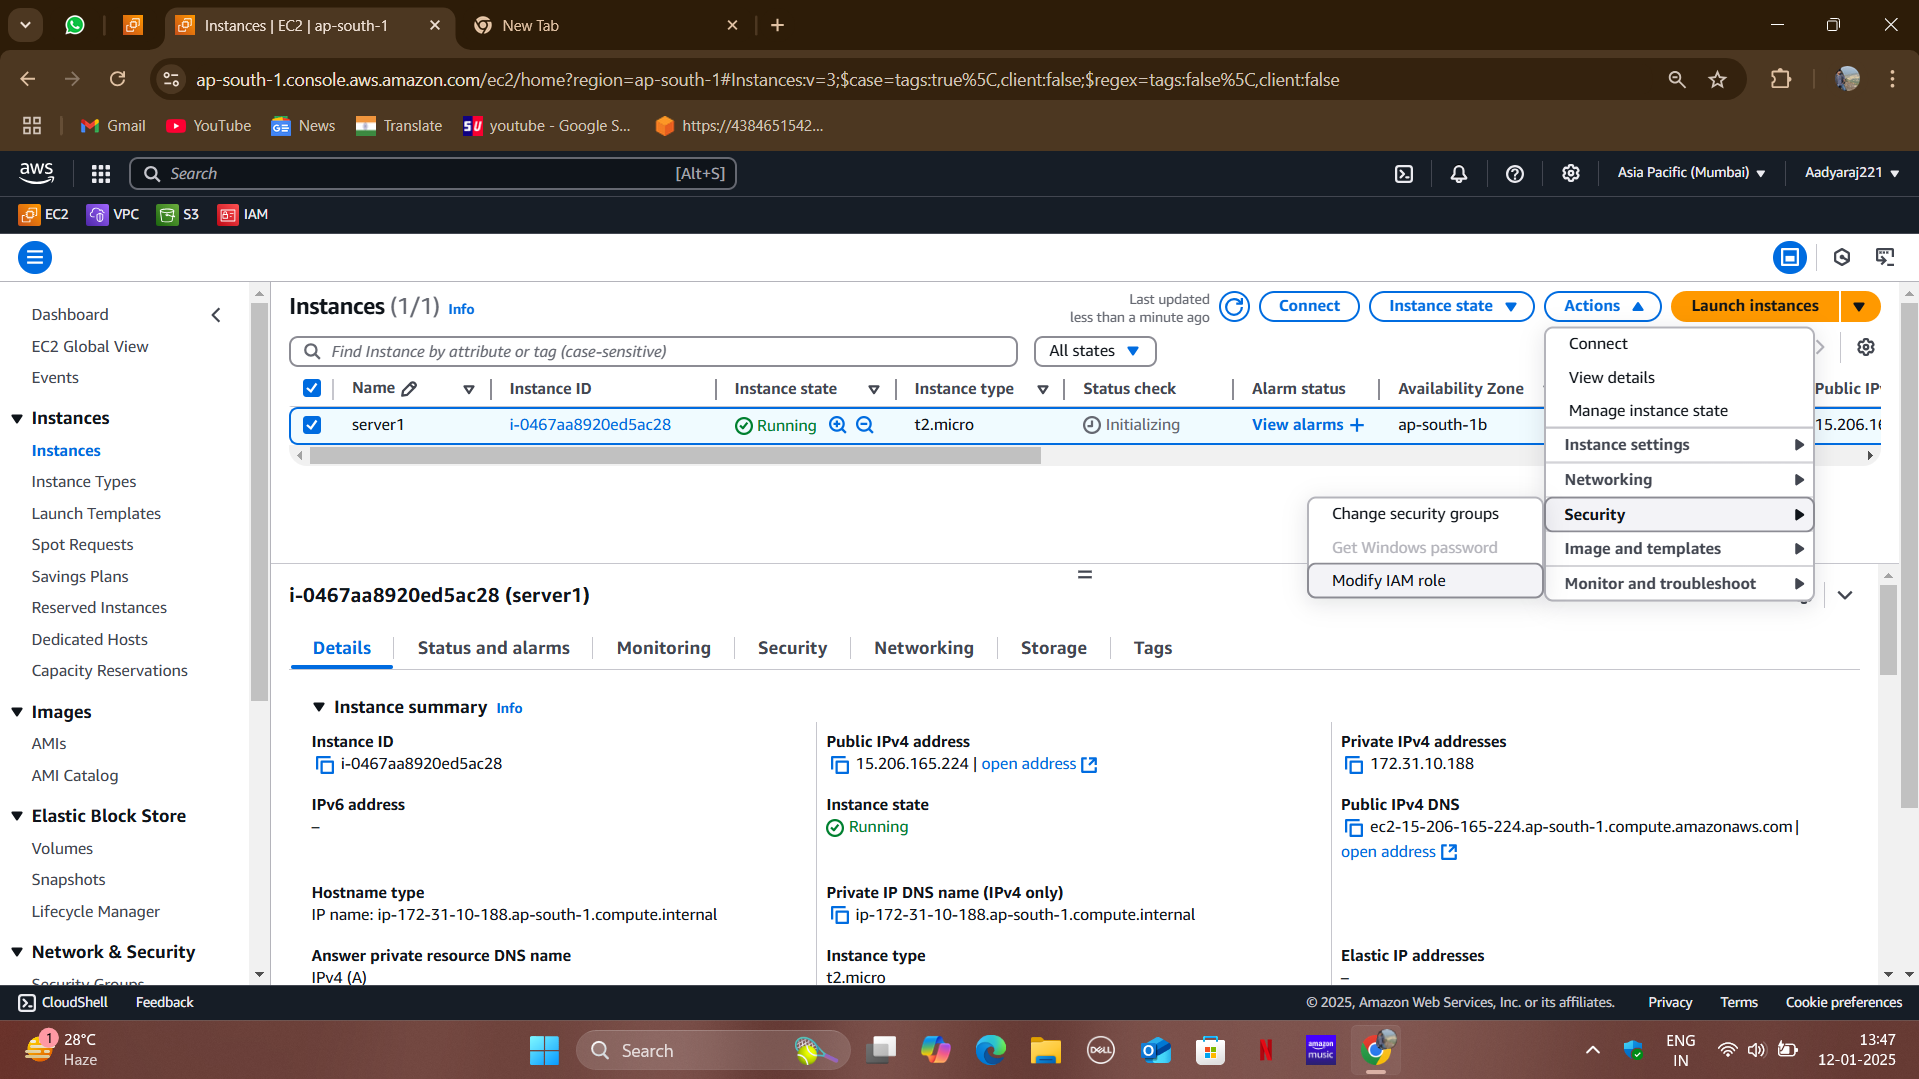 Instances | EC2 | ap-south-1
New Tab
ap-south-1.console.aws.amazon.com/ec2/home?region=ap-south-1#Instances:v=3;$case=tags:true%5C,client:false;$regex=tags:false%5C,client:false
Gmail
YouTube
News
Translate
youtube - Google S...
https://4384651542...
aws
Search
[Alt+S]
Asia Pacific (Mumbai)
Aadyaraj221
EC2
VPC
S3
IAM
Dashboard
EC2 Global View
Events
Instances
Instances
Instance Types
Launch Templates
Spot Requests
Savings Plans
Reserved Instances
Dedicated Hosts
Capacity Reservations
Images
AMIs
AMI Catalog
Elastic Block Store
Volumes
Snapshots
Lifecycle Manager
Network & Security
Security Groups
Instances (1/1) Info
Last updated
less than a minute ago
Connect
Instance state
Actions
Launch instances
Find Instance by attribute or tag (case-sensitive)
All states
Name
Instance ID
Instance state
Instance type
Status check
Alarm status
Availability Zone
Public IP
server1
i-0467aa8920ed5ac28
Running
t2.micro
Initializing
View alarms +
ap-south-1b
15.206.16
Connect
View details
Manage instance state
Instance settings
Networking
Security
Image and templates
Monitor and troubleshoot
Change security groups
Get Windows password
Modify IAM role
i-0467aa8920ed5ac28 (server1)
Details
Status and alarms
Monitoring
Security
Networking
Storage
Tags
Instance summary Info
Instance ID
i-0467aa8920ed5ac28
Public IPv4 address
15.206.165.224 | open address
Private IPv4 addresses
172.31.10.188
IPv6 address
–
Instance state
Running
Public IPv4 DNS
ec2-15-206-165-224.ap-south-1.compute.amazonaws.com |
open address
Hostname type
IP name: ip-172-31-10-188.ap-south-1.compute.internal
Private IP DNS name (IPv4 only)
ip-172-31-10-188.ap-south-1.compute.internal
Answer private resource DNS name
IPv4 (A)
Instance type
t2.micro
Elastic IP addresses
–
CloudShell
Feedback
© 2025, Amazon Web Services, Inc. or its affiliates.
Privacy
Terms
Cookie preferences
1
28°C
Haze
Search
DELL
N
amazon
music
ENG
IN
13:47
12-01-2025